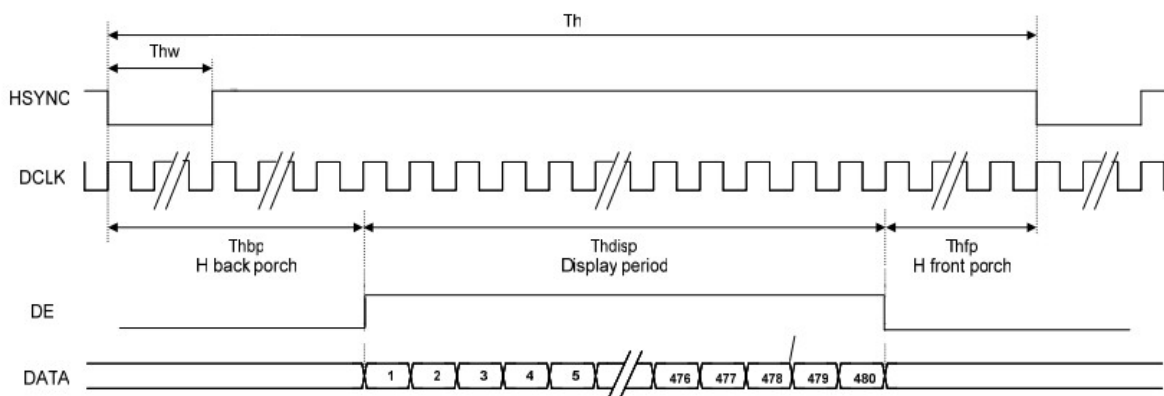 Th
Thw
HSYNC
DCLK
Thbp Thdisp Thfp
H back porch Display period H front porch
DE
DATA 1 2 3 4 5 476 477 478 479 480